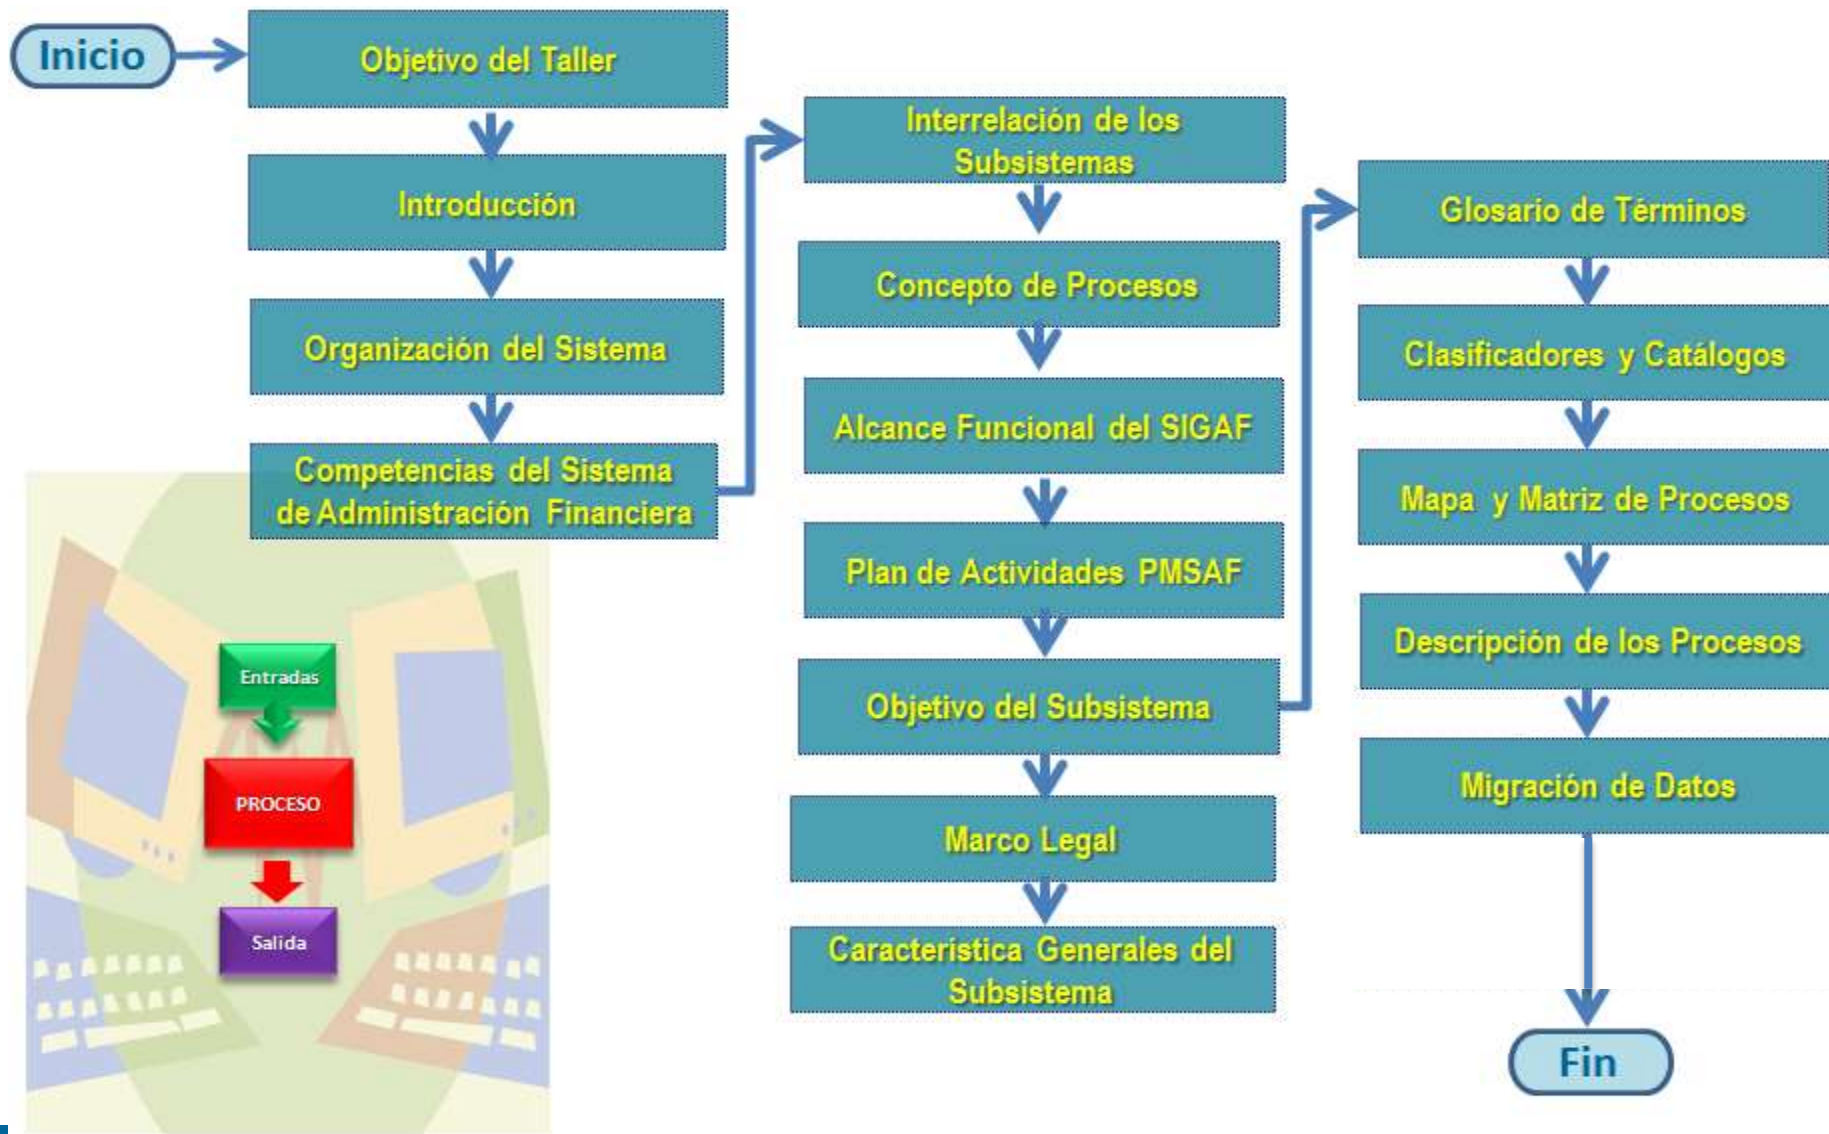 Inicio
Objetivo del Taller
Introducción
Organización del Sistema
Competencias del Sistema
de Administración Financiera
Interrelación de los
Subsistemas
Concepto de Procesos
Alcance Funcional del SIGAF
Plan de Actividades PMSAF
Objetivo del Subsistema
Marco Legal
Característica Generales del
Subsistema
Glosario de Términos
Clasificadores y Catálogos
Mapa y Matriz de Procesos
Descripción de los Procesos
Migración de Datos
Fin
Entradas
PROCESO
Salida